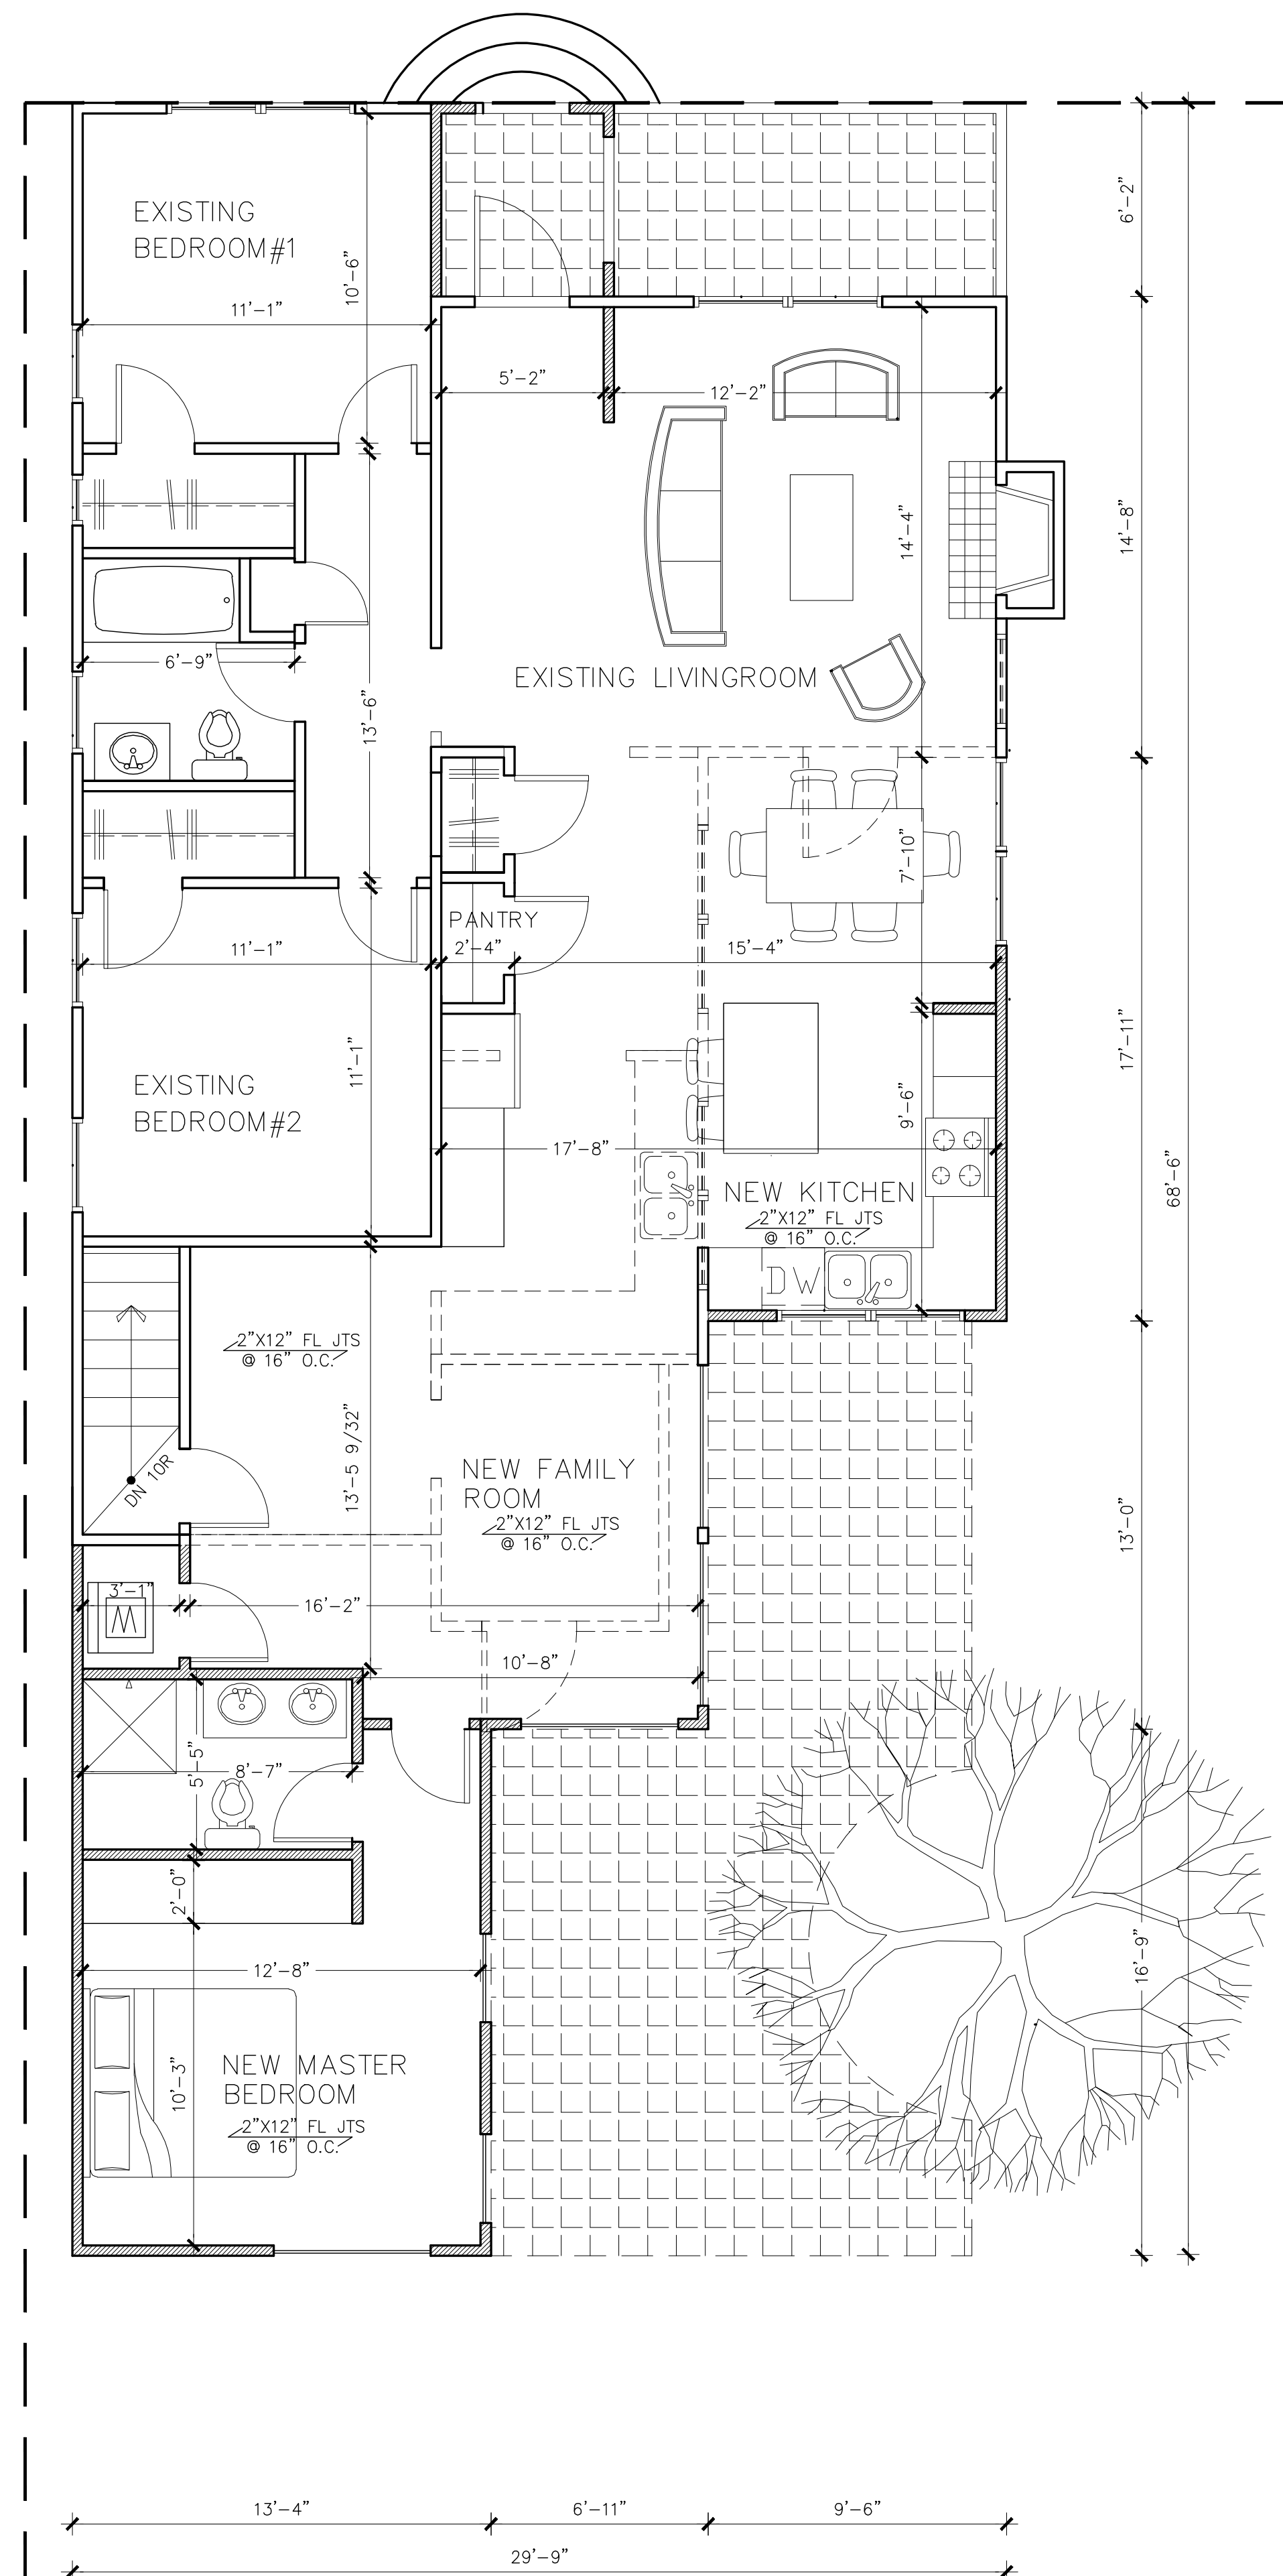 6'-2"
EXISTING
BEDROOM#1
10'-6"
11'-1"
5'-2"
12'-2"
14'-4"
14'-8"
6'-9"
EXISTING LIVINGROOM
13'-6"
7'-10"
PANTRY
2'-4"
11'-1"
15'-4"
17'-11"
EXISTING
BEDROOM#2
11'-1"
9'-6"
17'-8"
68'-6"
NEW KITCHEN
2"X12" FL JTS
@ 16" O.C.
DW
2"X12" FL JTS
@ 16" O.C.
13'-5 9/32"
DN 10R
NEW FAMILY
ROOM
2"X12" FL JTS
@ 16" O.C.
13'-0"
3'-1"
16'-2"
10'-8"
5'-5"
8'-7"
2'-0"
16'-9"
12'-8"
10'-3"
NEW MASTER
BEDROOM
2"X12" FL JTS
@ 16" O.C.
13'-4"
6'-11"
9'-6"
29'-9"